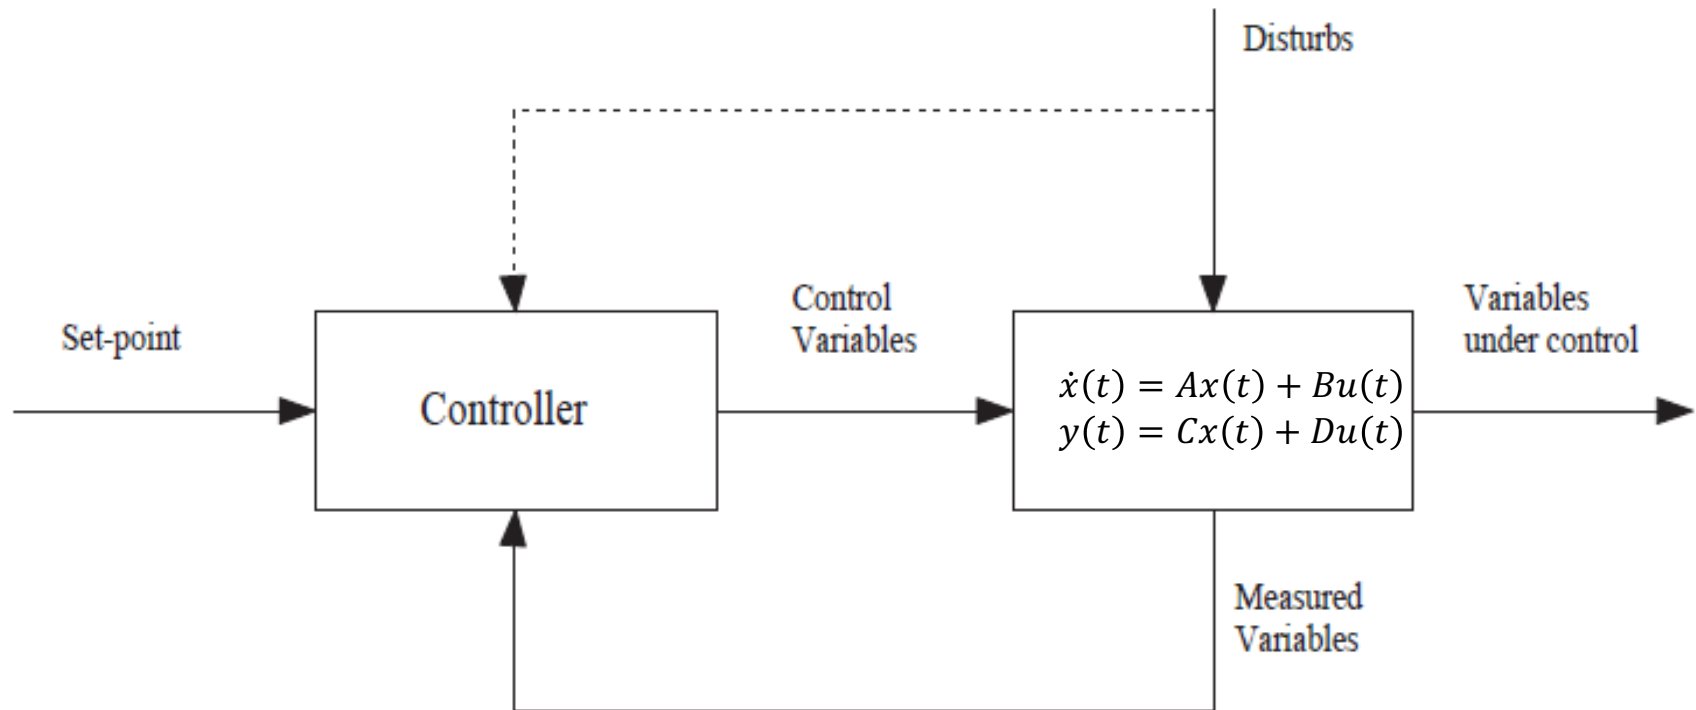 Disturbs
Set-point
Controller
Control
Variables
ẋ(t) = Ax(t) + Bu(t)
y(t) = Cx(t) + Du(t)
Variables
under control
Measured
Variables